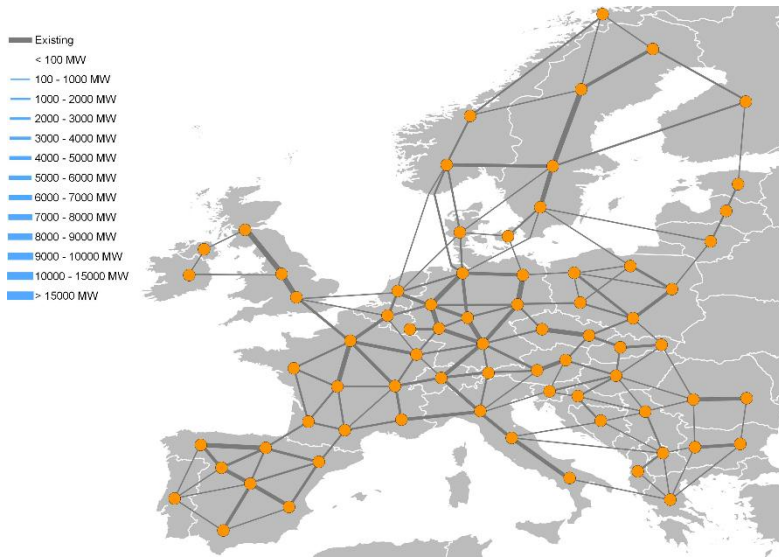 Existing
< 100 MW
100 - 1000 MW
1000 - 2000 MW
2000 - 3000 MW
3000 - 4000 MW
4000 - 5000 MW
5000 - 6000 MW
6000 - 7000 MW
7000 - 8000 MW
8000 - 9000 MW
9000 - 10000 MW
10000 - 15000 MW
> 15000 MW